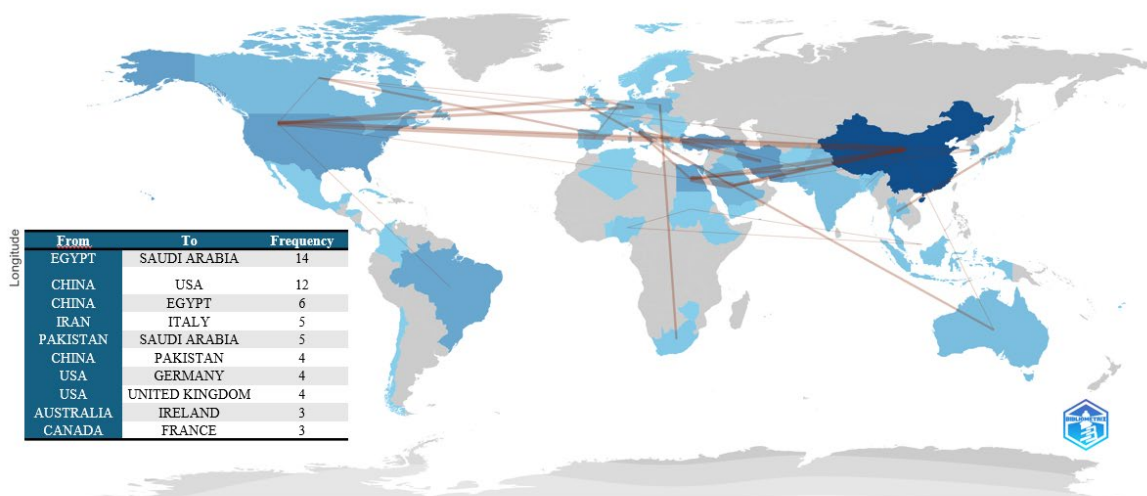 Longitude
From To Frequency
EGYPT SAUDI ARABIA 14
CHINA USA 12
CHINA EGYPT 6
IRAN ITALY 5
PAKISTAN SAUDI ARABIA 5
CHINA PAKISTAN 4
USA GERMANY 4
USA UNITED KINGDOM 4
AUSTRALIA IRELAND 3
CANADA FRANCE 3
BIBLIOMETRIX